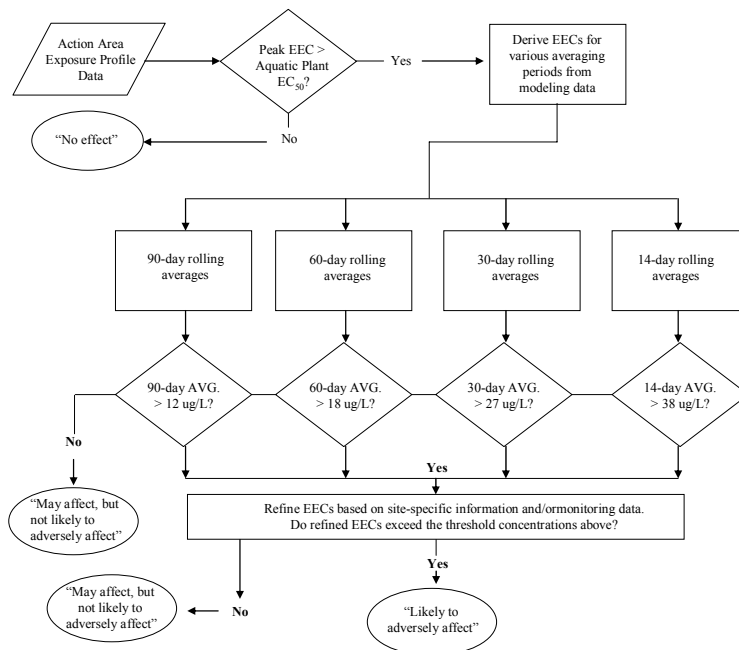 Action Area
Exposure Profile
Data
Peak EEC >
Aquatic Plant
EC50?
Yes
Derive EECs for
various averaging
periods from
modeling data
No
“No effect”
90-day rolling
averages
60-day rolling
averages
30-day rolling
averages
14-day rolling
averages
90-day AVG.
> 12 ug/L?
60-day AVG.
> 18 ug/L?
30-day AVG.
> 27 ug/L?
14-day AVG.
> 38 ug/L?
No
Yes
“May affect, but
not likely to
adversely affect”
Refine EECs based on site-specific information and/ormonitoring data.
Do refined EECs exceed the threshold concentrations above?
Yes
No
“May affect, but
not likely to
adversely affect”
“Likely to
adversely affect”